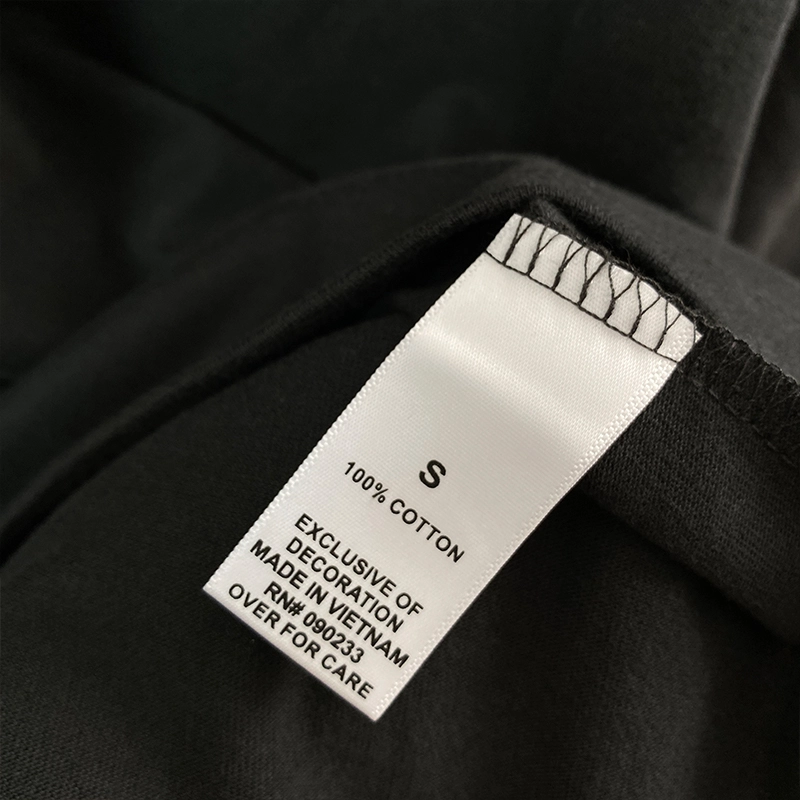 S
100% COTTON
EXCLUSIVE OF
DECORATION
MADE IN VIETNAM
RN# 090233
OVER FOR CARE